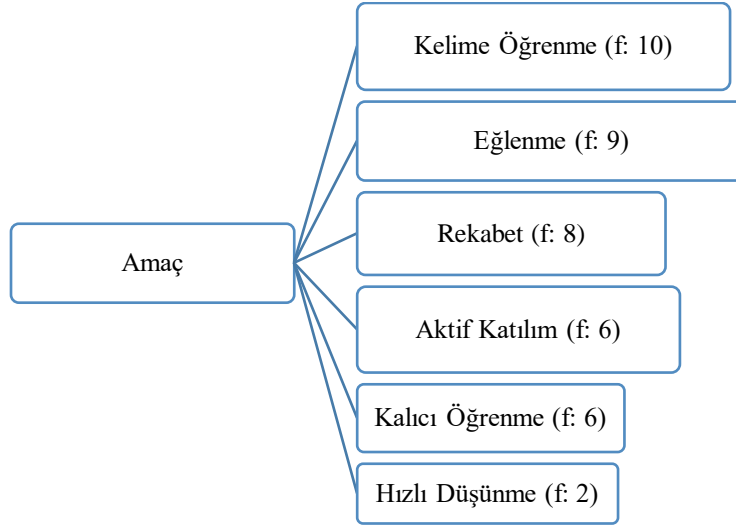 Kelime Öğrenme (f: 10)
Eğlenme (f: 9)
Rekabet (f: 8)
Amaç
Aktif Katılım (f: 6)
Kalıcı Öğrenme (f: 6)
Hızlı Düşünme (f: 2)